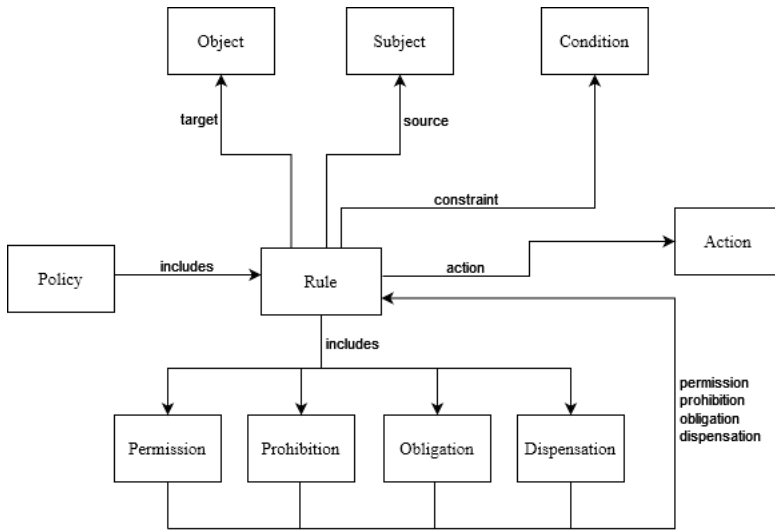 Object
Subject
Condition
target
source
constraint
Action
Policy
includes
Rule
action
includes
permission
prohibition
obligation
dispensation
Permission
Prohibition
Obligation
Dispensation